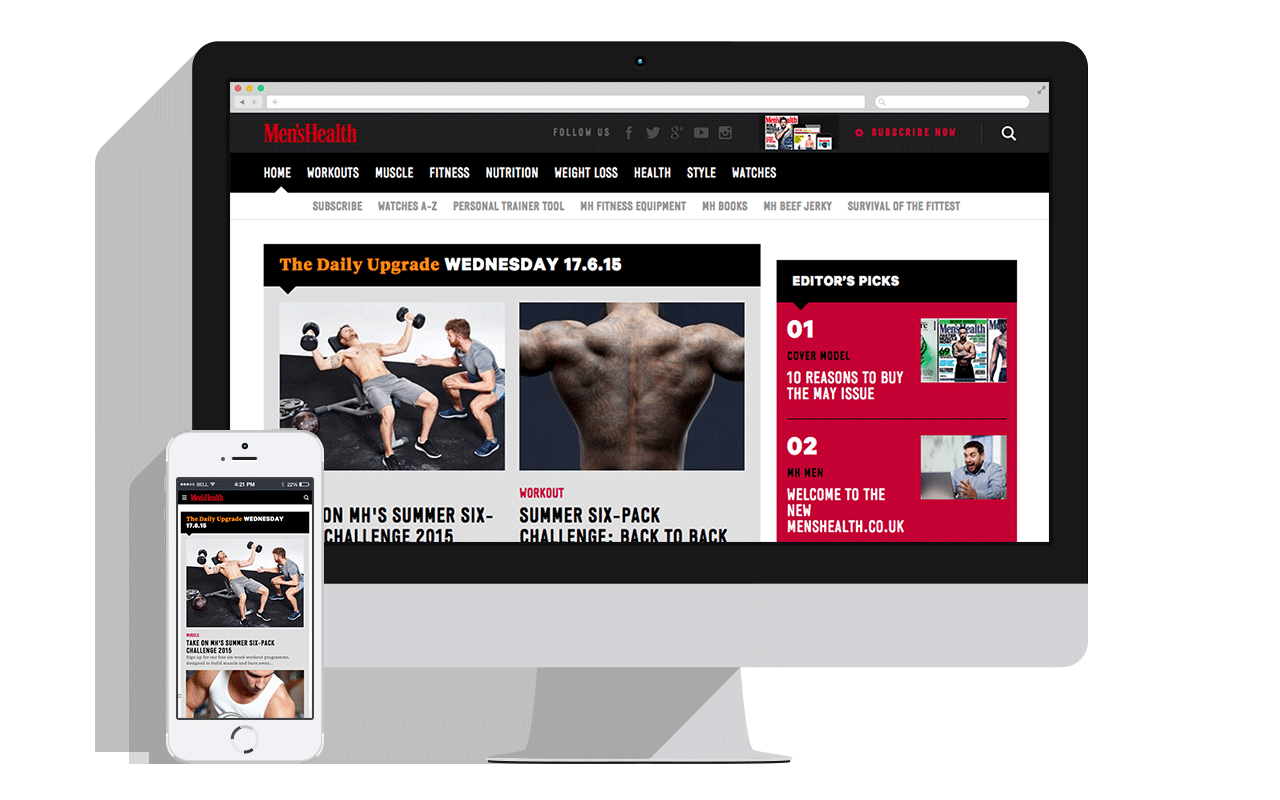 Men'sHealth
FOLLOW US
SUBSCRIBE NOW
HOME WORKOUTS MUSCLE FITNESS NUTRITION WEIGHT LOSS HEALTH STYLE WATCHES
SUBSCRIBE WATCHES A-Z PERSONAL TRAINER TOOL MH FITNESS EQUIPMENT MH BOOKS MH BEEF JERKY SURVIVAL OF THE FITTEST
The Daily Upgrade WEDNESDAY 17.6.15
ON MH'S SUMMER SIX-
CHALLENGE 2015
WORKOUT
SUMMER SIX-PACK
CHALLENGE: BACK TO BACK
EDITOR'S PICKS
01
COVER MODEL
10 REASONS TO BUY
THE MAY ISSUE
Men'sHealth
02
MH MEN
WELCOME TO THE
NEW
MENSHEALTH.CO.UK
BELL 4:21 PM 22%
Men'sHealth
The Daily Upgrade WEDNESDAY
17.6.15
MUSCLE
TAKE ON MH'S SUMMER SIX-PACK
CHALLENGE 2015
Sign up for our free six week workout programme,
designed to build muscle and burn away...